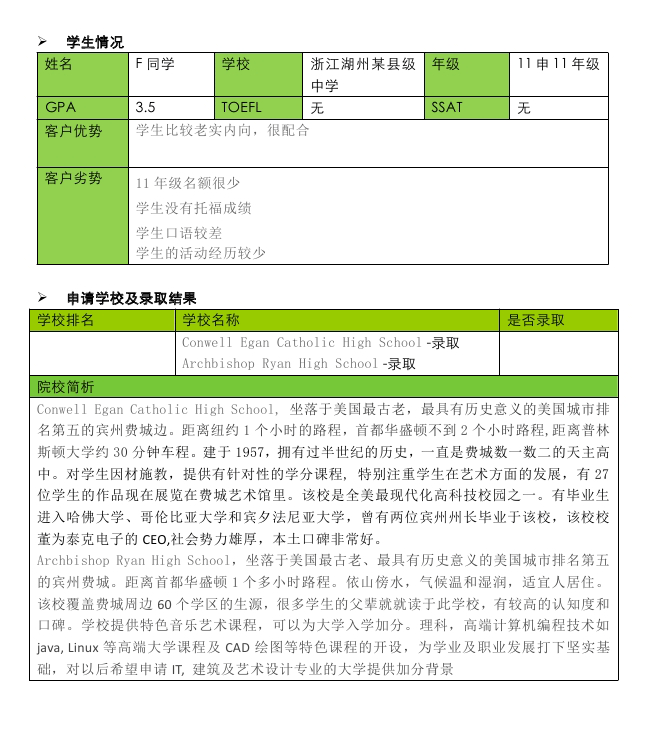 ➢ 学生情况
姓名 F 同学 学校 浙江湖州某县级中学 年级 11 申 11 年级
GPA 3.5 TOEFL 无 SSAT 无
客户优势 学生比较老实内向，很配合
客户劣势 11 年级名额很少
学生没有托福成绩
学生口语较差
学生的活动经历较少
➢ 申请学校及录取结果
学校排名 学校名称 是否录取
Conwell Egan Catholic High School -录取
Archbishop Ryan High School -录取
院校简析
Conwell Egan Catholic High School, 坐落于美国最古老，最具有历史意义的美国城市排
名第五的宾州费城边。距离纽约 1 个小时的路程，首都华盛顿不到 2 个小时路程,距离普林
斯顿大学约 30 分钟车程。建于 1957，拥有过半世纪的历史，一直是费城数一数二的天主高
中。对学生因材施教，提供有针对性的学分课程, 特别注重学生在艺术方面的发展，有 27
位学生的作品现在展览在费城艺术馆里。该校是全美最现代化高科技校园之一。有毕业生
进入哈佛大学、哥伦比亚大学和宾夕法尼亚大学，曾有两位宾州州长毕业于该校，该校校
董为泰克电子的 CEO,社会势力雄厚，本土口碑非常好。
Archbishop Ryan High School，坐落于美国最古老、最具有历史意义的美国城市排名第五
的宾州费城。距离首都华盛顿 1 个多小时路程。依山傍水，气候温和湿润，适宜人居住。
该校覆盖费城周边 60 个学区的生源，很多学生的父辈就就读于此学校，有较高的认知度和
口碑。学校提供特色音乐艺术课程，可以为大学入学加分。理科，高端计算机编程技术如
java, Linux 等高端大学课程及 CAD 绘图等特色课程的开设，为学业及职业发展打下坚实基
础，对以后希望申请 IT, 建筑及艺术设计专业的大学提供加分背景